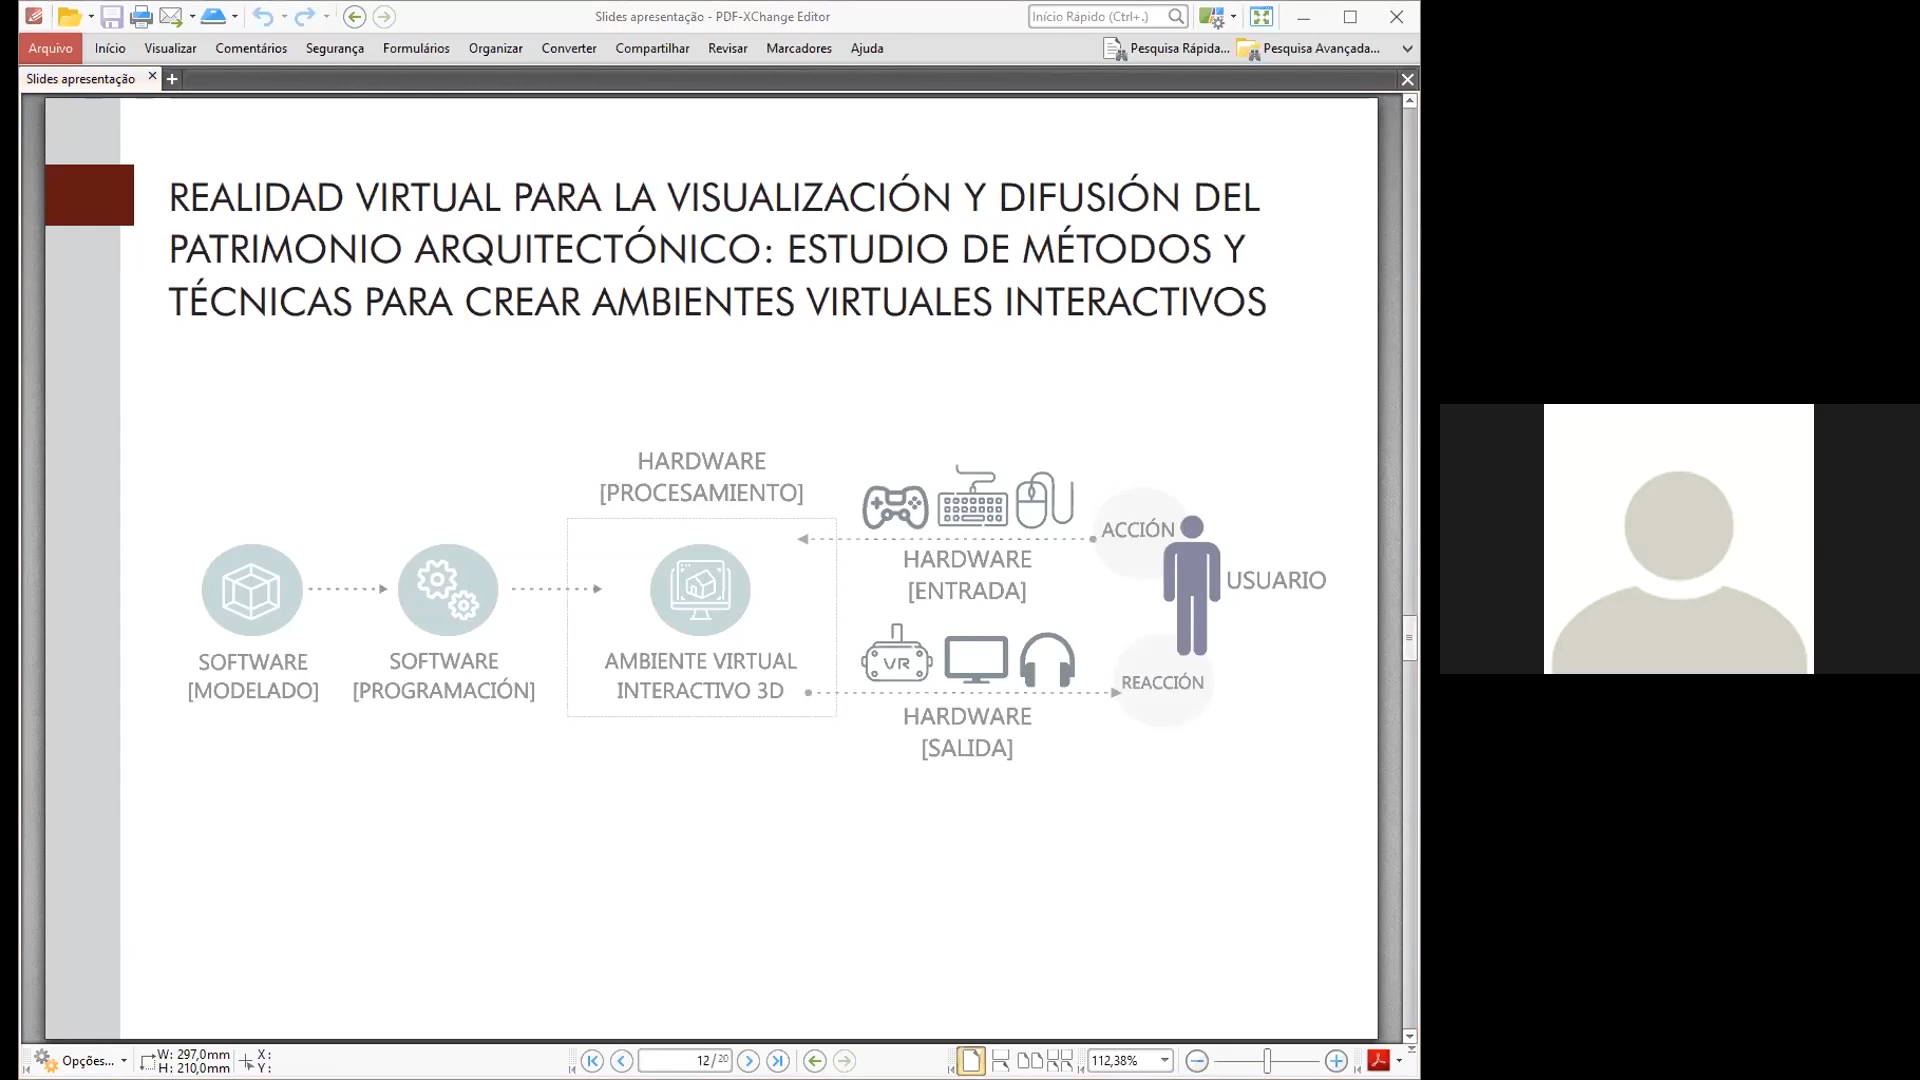 Slides apresentação - PDF-XChange Editor
Início Rápido (Ctrl+.)
Arquivo Início Visualizar Comentários Segurança Formulários Organizar Converter Compartilhar Revisar Marcadores Ajuda
Pesquisa Rápida... Pesquisa Avançada...
Slides apresentação
REALIDAD VIRTUAL PARA LA VISUALIZACIÓN Y DIFUSIÓN DEL
PATRIMONIO ARQUITECTÓNICO: ESTUDIO DE MÉTODOS Y
TÉCNICAS PARA CREAR AMBIENTES VIRTUALES INTERACTIVOS
HARDWARE
[PROCESAMIENTO]
SOFTWARE
[MODELADO]
SOFTWARE
[PROGRAMACIÓN]
AMBIENTE VIRTUAL
INTERACTIVO 3D
HARDWARE
[ENTRADA]
ACCIÓN
USUARIO
VR
REACCIÓN
HARDWARE
[SALIDA]
Opções...
W: 297,0mm
H: 210,0mm
X:
Y:
12/20
112,38%